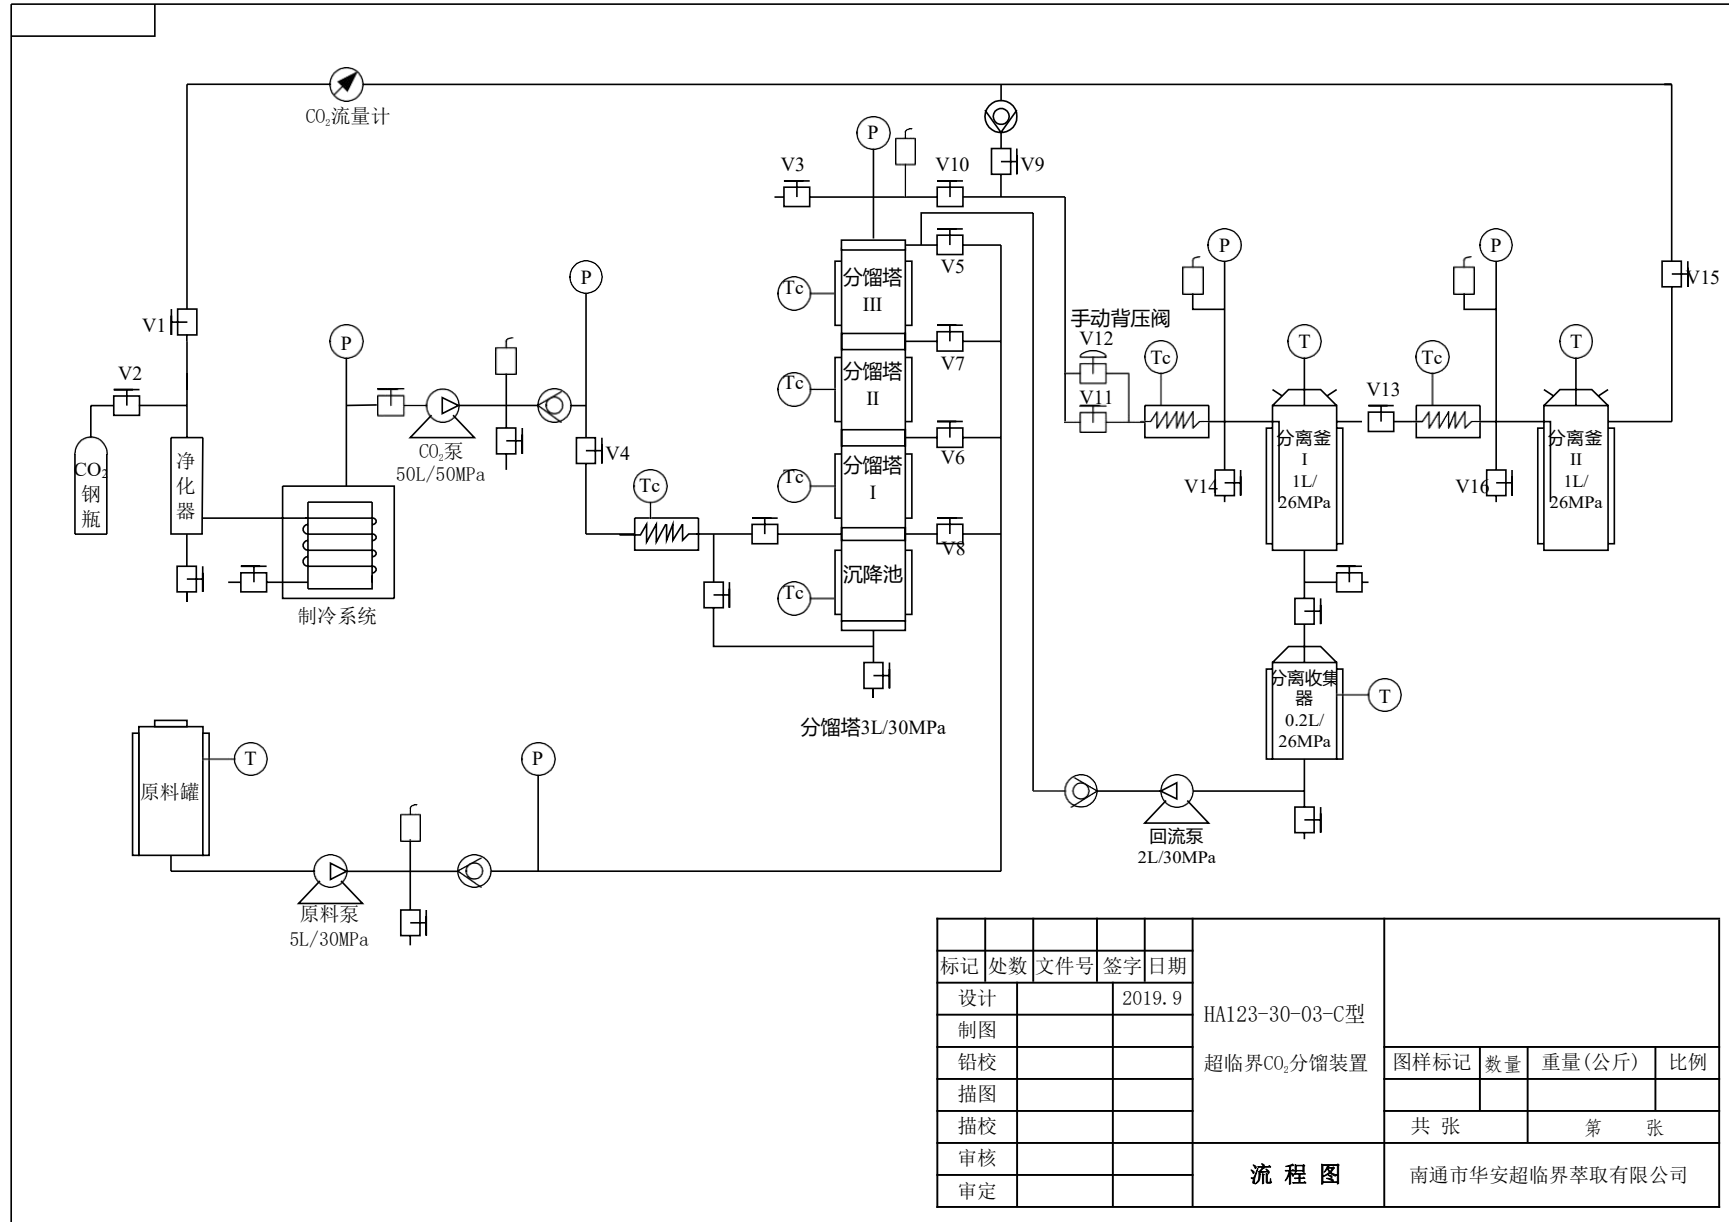 CO₂流量计
P
V3
V10
V9
P
P
V5
分馏塔
III
Tc
P
V15
V1
手动背压阀
V12
P
V7
Tc
T
Tc
T
V2
分馏塔
II
Tc
V11
V13
CO₂泵
50L/50MPa
V4
V6
分离釜
I
1L/
26MPa
分离釜
II
1L/
26MPa
CO₂
钢
瓶
净
化
器
Tc
Tc
分馏塔
I
V14
V16
V8
Tc
沉降池
制冷系统
分离收集
器
0.2L/
26MPa
T
分馏塔3L/30MPa
T
P
原料罐
回流泵
2L/30MPa
原料泵
5L/30MPa
标记 处数 文件号 签字 日期
设计 2019.9
制图
铅校
描图
描校
审核
审定
HA123-30-03-C型
超临界CO₂分馏装置
流 程 图
图样标记 数量 重量(公斤) 比例
共 张 第 张
南通市华安超临界萃取有限公司